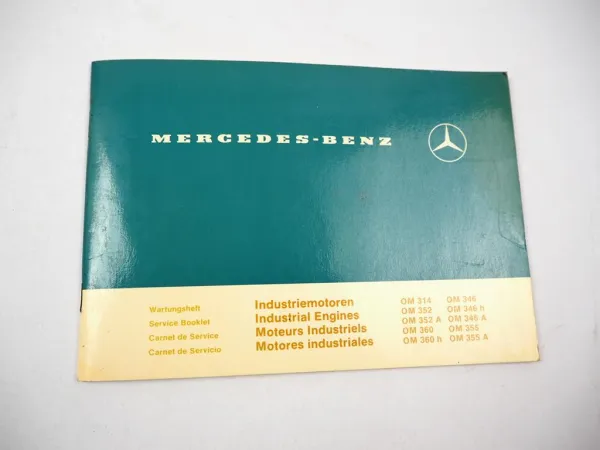 MERCEDES-BENZ
Wartungsheft Industriemotoren OM 314 OM 346
Service Booklet Industrial Engines OM 352 OM 346 h
Carnet de Service Moteurs Industriels OM 352 A OM 346 A
Carnet de Servicio Motores industriales OM 360 OM 355
OM 360 h OM 355 A